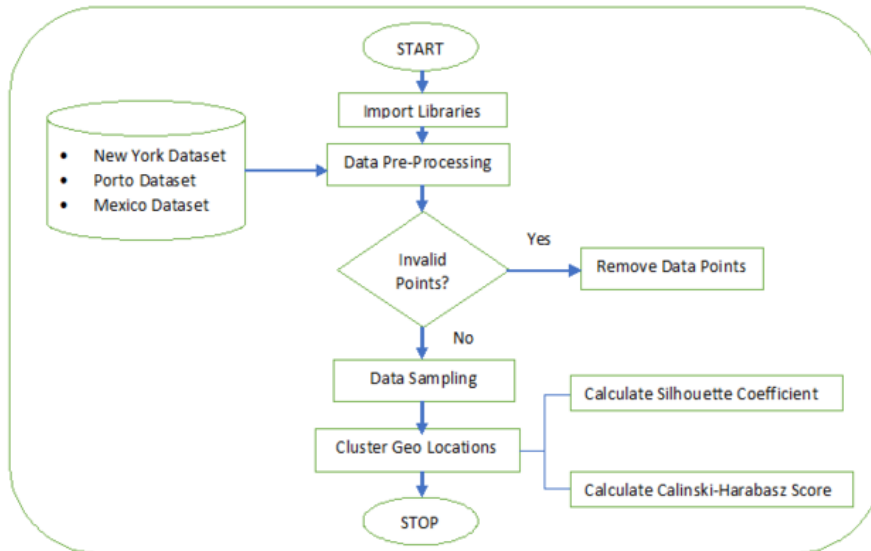 START
Import Libraries
• New York Dataset
• Porto Dataset
• Mexico Dataset
Data Pre-Processing
Invalid
Points?
Yes
Remove Data Points
No
Data Sampling
Calculate Silhouette Coefficient
Cluster Geo Locations
Calculate Calinski-Harabasz Score
STOP